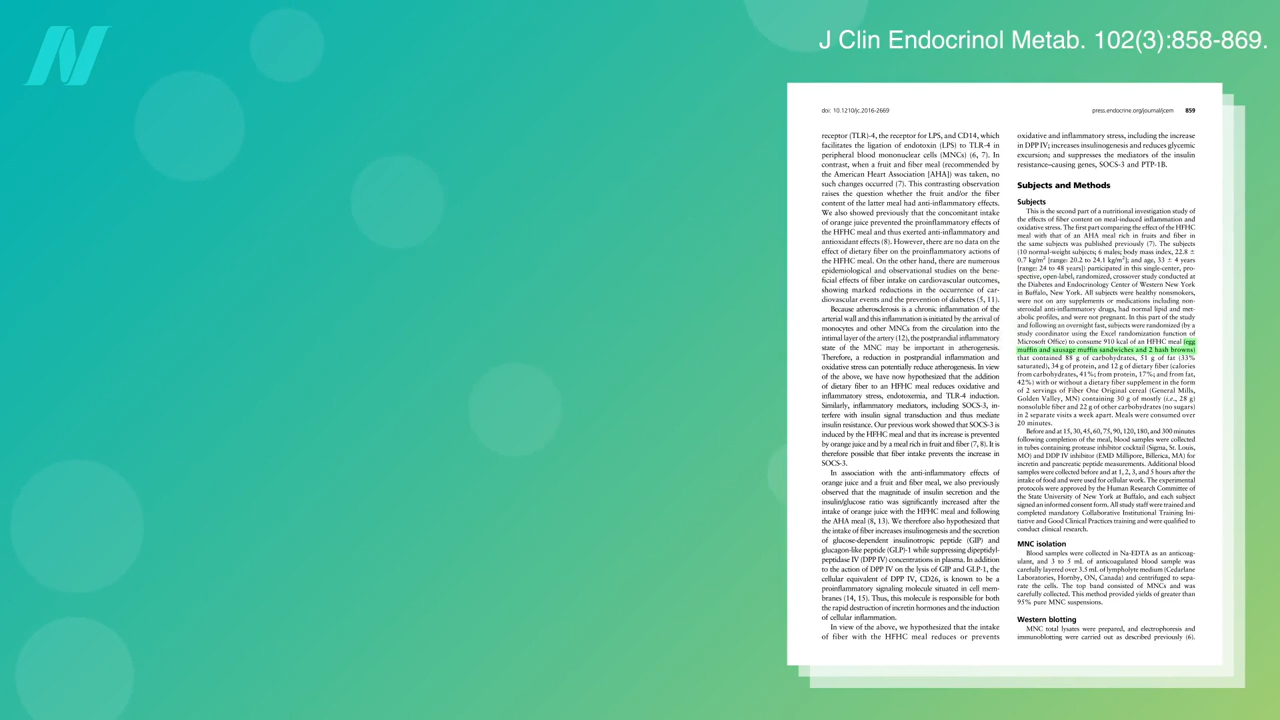 J Clin Endocrinol Metab. 102(3):858-869.
doi: 10.1210/jc.2016-2669
press.endocrine.org/journal/jcem 859
receptor (TLR)-4, the receptor for LPS, and CD14, which
facilitates the ligation of endotoxin (LPS) to TLR-4 in
peripheral blood mononuclear cells (MNCs) (6, 7). In
contrast, when a fruit and fiber meal (recommended by
the American Heart Association [AHA]) was taken, no
such changes occurred (7). This contrasting observation
raises the question whether the fruit and/or the fiber
content of the latter meal had anti-inflammatory effects.
We also showed previously that the concomitant intake
of orange juice prevented the proinflammatory effects of
the HFHC meal and thus exerted anti-inflammatory and
antioxidant effects (8). However, there are no data on the
effect of dietary fiber on the proinflammatory actions of
the HFHC meal. On the other hand, there are numerous
epidemiological and observational studies on the bene-
ficial effects of fiber intake on cardiovascular outcomes,
showing marked reductions in the occurrence of car-
diovascular events and the prevention of diabetes (5, 11).
Because atherosclerosis is a chronic inflammation of the
arterial wall and this inflammation is initiated by the arrival of
monocytes and other MNCs from the circulation into the
intimal layer of the artery (12), the postprandial inflammatory
state of the MNC may be important in atherogenesis.
Therefore, a reduction in postprandial inflammation and
oxidative stress can potentially reduce atherogenesis. In view
of the above, we have now hypothesized that the addition
of dietary fiber to an HFHC meal reduces oxidative and
inflammatory stress, endotoxemia, and TLR-4 induction.
Similarly, inflammatory mediators, including SOCS-3, in-
terfere with insulin signal transduction and thus mediate
insulin resistance. Our previous work showed that SOCS-3 is
induced by the HFHC meal and that its increase is prevented
by orange juice and by a meal rich in fruit and fiber (7, 8). It is
therefore possible that fiber intake prevents the increase in
SOCS-3.
In association with the anti-inflammatory effects of
orange juice and a fruit and fiber meal, we also previously
observed that the magnitude of insulin secretion and the
insulin/glucose ratio was significantly increased after the
intake of orange juice with the HFHC meal and following
the AHA meal (8, 13). We therefore also hypothesized that
the intake of fiber increases insulinogenesis and the secretion
of glucose-dependent insulinotropic peptide (GIP) and
glucagon-like peptide (GLP)-1 while suppressing dipeptidyl-
peptidase IV (DPP IV) concentrations in plasma. In addition
to the action of DPP IV on the lysis of GIP and GLP-1, the
cellular equivalent of DPP IV, CD26, is known to be a
proinflammatory signaling molecule situated in cell mem-
branes (14, 15). Thus, this molecule is responsible for both
the rapid destruction of incretin hormones and the induction
of cellular inflammation.
In view of the above, we hypothesized that the intake
of fiber with the HFHC meal reduces or prevents
oxidative and inflammatory stress, including the increase
in DPP IV; increases insulinogenesis and reduces glycemic
excursion; and suppresses the mediators of the insulin
resistance–causing genes, SOCS-3 and PTP-1B.
Subjects and Methods
Subjects
This is the second part of a nutritional investigation study of
the effects of fiber content on meal-induced inflammation and
oxidative stress. The first part comparing the effect of the HFHC
meal with that of an AHA meal rich in fruits and fiber in
the same subjects was published previously (7). The subjects
(10 normal-weight subjects; 6 males; body mass index, 22.8 ±
0.7 kg/m² [range: 20.2 to 24.1 kg/m²]; and age, 33 ± 4 years
[range: 24 to 48 years]) participated in this single-center, pro-
spective, open-label, randomized, crossover study conducted at
the Diabetes and Endocrinology Center of Western New York
in Buffalo, New York. All subjects were healthy nonsmokers,
were not on any supplements or medications including non-
steroidal anti-inflammatory drugs, had normal lipid and met-
abolic profiles, and were not pregnant. In this part of the study
and following an overnight fast, subjects were randomized (by a
study coordinator using the Excel randomization function of
Microsoft Office) to consume 910 kcal of an HFHC meal (egg
muffin and sausage muffin sandwiches and 2 hash browns)
that contained 88 g of carbohydrates, 51 g of fat (33%
saturated), 34 g of protein, and 12 g of dietary fiber (calories
from carbohydrates, 41%; from protein, 17%; and from fat,
42%) with or without a dietary fiber supplement in the form
of 2 servings of Fiber One Original cereal (General Mills,
Golden Valley, MN) containing 30 g of mostly (i.e., 28 g)
nonsoluble fiber and 22 g of other carbohydrates (no sugars)
in 2 separate visits a week apart. Meals were consumed over
20 minutes.
Before and at 15, 30, 45, 60, 75, 90, 120, 180, and 300 minutes
following completion of the meal, blood samples were collected
in tubes containing protease inhibitor cocktail (Sigma, St. Louis,
MO) and DDP IV inhibitor (EMD Millipore, Billerica, MA) for
incretin and pancreatic peptide measurements. Additional blood
samples were collected before and at 1, 2, 3, and 5 hours after the
intake of food and were used for cellular work. The experimental
protocols were approved by the Human Research Committee of
the State University of New York at Buffalo, and each subject
signed an informed consent form. All study staff were trained and
completed mandatory Collaborative Institutional Training Ini-
tiative and Good Clinical Practices training and were qualified to
conduct clinical research.
MNC isolation
Blood samples were collected in Na-EDTA as an anticoag-
ulant, and 3 to 5 mL of anticoagulated blood sample was
carefully layered over 3.5 mL of lympholyte medium (Cedarlane
Laboratories, Hornby, ON, Canada) and centrifuged to sepa-
rate the cells. The top band consisted of MNCs and was
carefully collected. This method provided yields of greater than
95% pure MNC suspensions.
Western blotting
MNC total lysates were prepared, and electrophoresis and
immunoblotting were carried out as described previously (6).